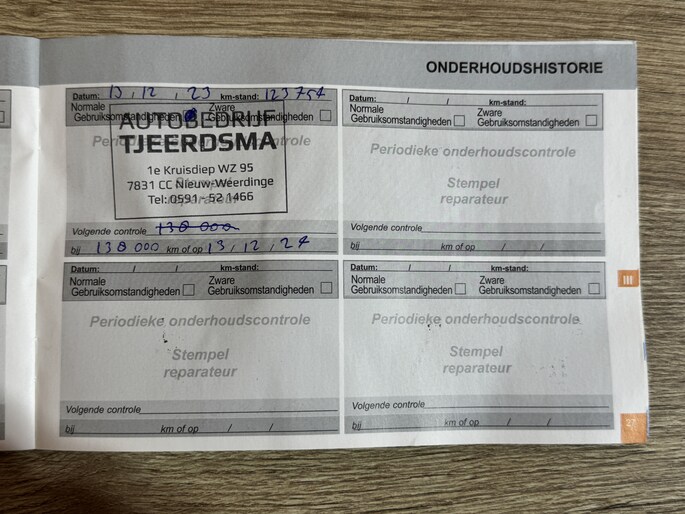 ONDERHOUDSHISTORIE
Datum: 13, 12, 23 km-stand: 123754
Normale Gebruiksomstandigheden Zware Gebruiksomstandigheden
Periodieke onderhoudscontrole
AUTOBEDRIJF
TJEERDSMA
1e Kruisdiep WZ 95
7831 CC Nieuw-Weerdinge
Tel: 0591 - 52 1466
Stempel
reparateur
Volgende controle 138 000
bij 138 000 km of op 13, 12, 24
Datum: / / km-stand:
Normale Zware
Gebruiksomstandigheden Gebruiksomstandigheden
Periodieke onderhoudscontrole
Stempel
reparateur
Volgende controle
bij km of op / /
Datum: / / km-stand:
Normale Zware
Gebruiksomstandigheden Gebruiksomstandigheden
Periodieke onderhoudscontrole
Stempel
reparateur
Volgende controle
bij km of op / /
Datum: / / km-stand:
Normale Zware
Gebruiksomstandigheden Gebruiksomstandigheden
Periodieke onderhoudscontrole
Stempel
reparateur
Volgende controle
bij km of op / /
III
27